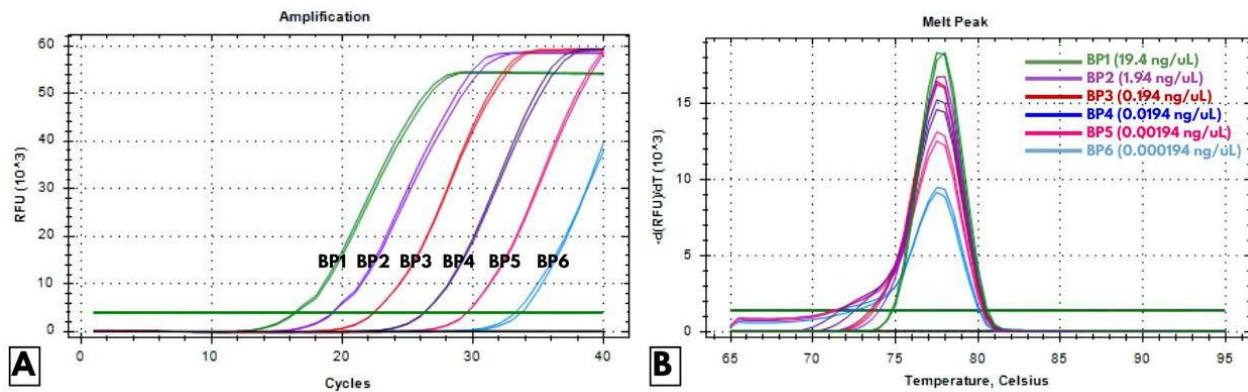 Amplification
60
50
40
30
20
10
0
RFU (10^3)
BP1 BP2 BP3 BP4 BP5 BP6
0 10 20 30 40
Cycles
A
Melt Peak
15
10
5
0
-d(RFU)/dT (10^3)
BP1 (19.4 ng/uL)
BP2 (1.94 ng/uL)
BP3 (0.194 ng/uL)
BP4 (0.0194 ng/uL)
BP5 (0.00194 ng/uL)
BP6 (0.000194 ng/uL)
65 70 75 80 85 90 95
Temperature, Celsius
B